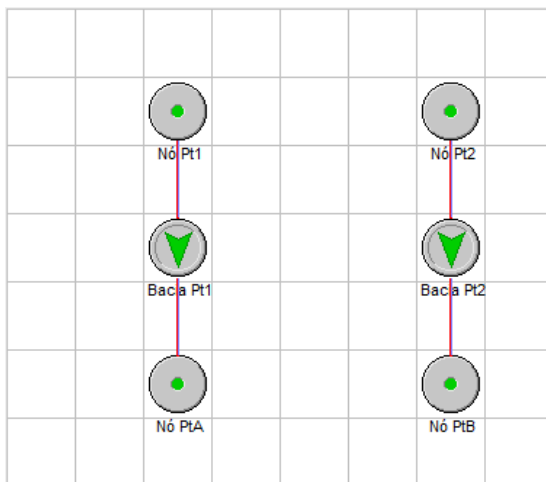 Nó Pt1
Nó Pt2
Bacia Pt1
Bacia Pt2
Nó PtA
Nó PtB